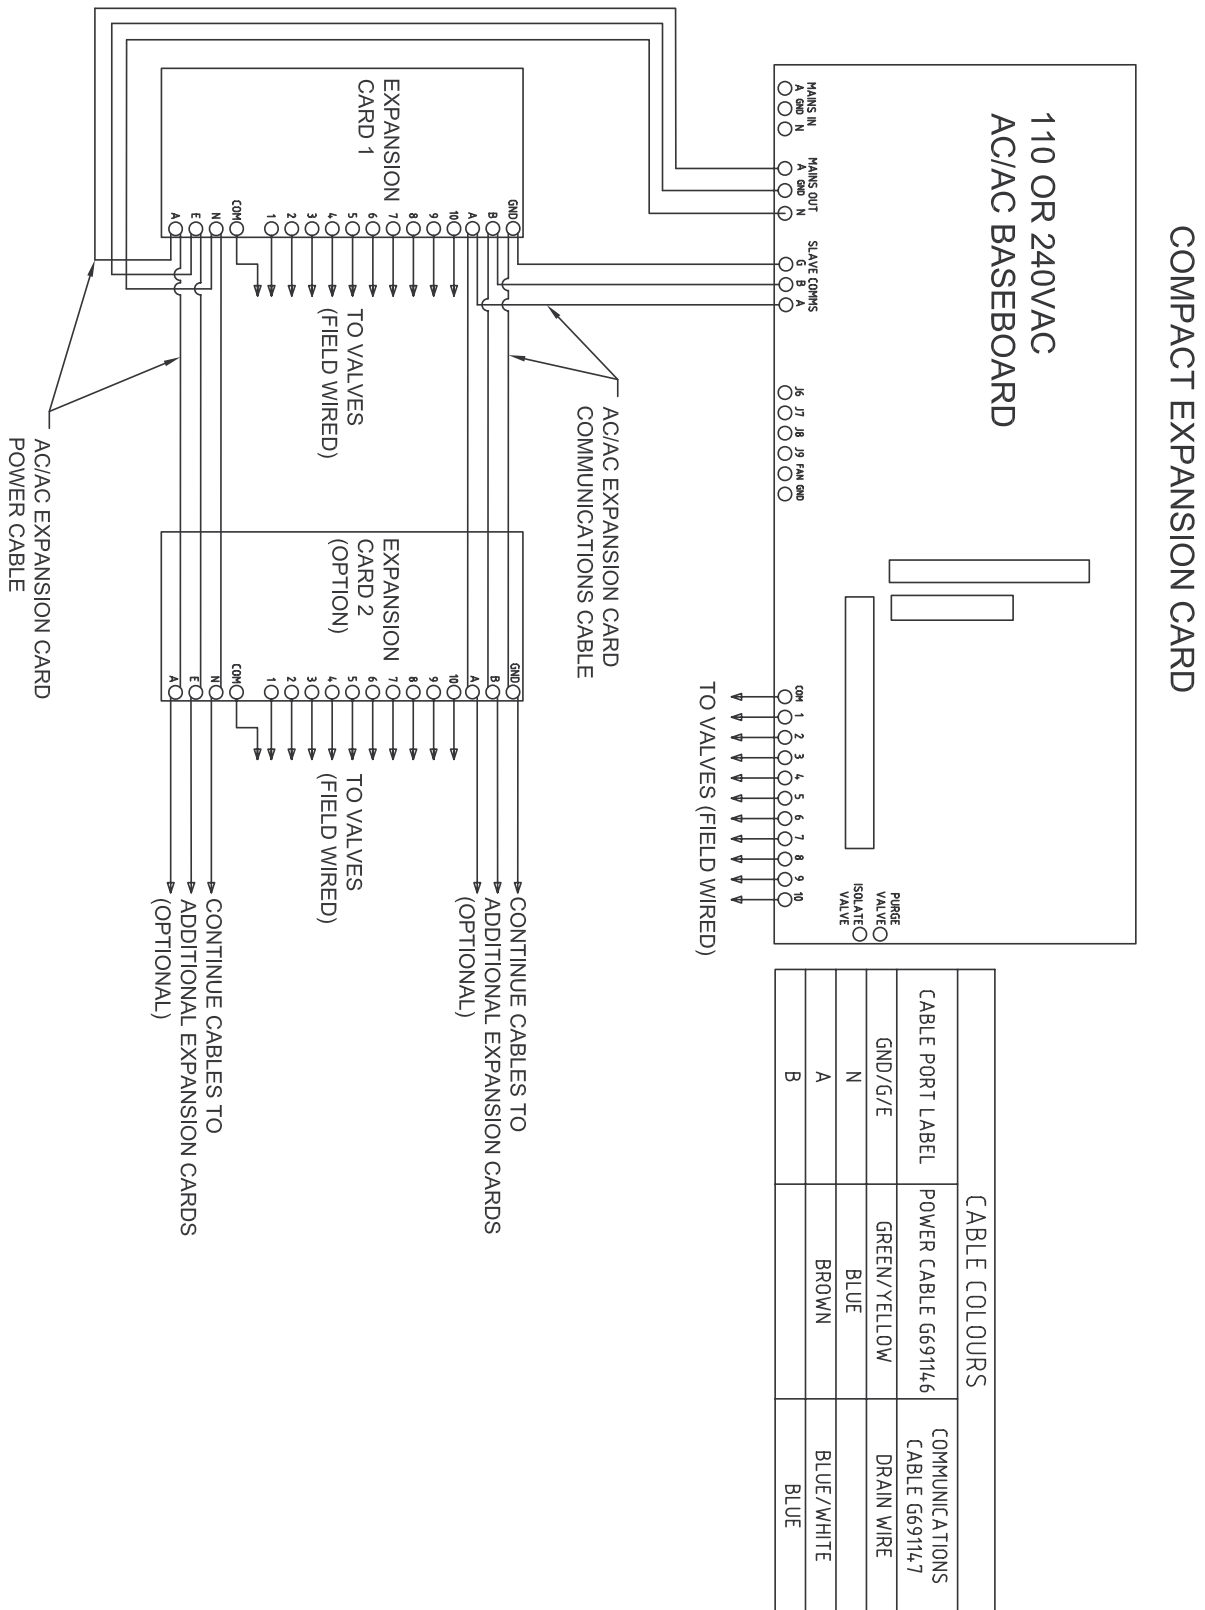 COMPACT EXPANSION CARD
110 OR 240VAC
AC/AC BASEBOARD
MAINS IN
A GND N
MAINS OUT
A GND N
SLAVE COMMS
G B A
J6 J7 J8 J9 FAN GND
COM 1 2 3 4 5 6 7 8 9 10
PURGE
VALVE
ISOLATE
VALVE
TO VALVES (FIELD WIRED)
EXPANSION
CARD 1
GND
B
A
10
9
8
7
6
5
4
3
2
1
COM
N
E
A
TO VALVES
(FIELD WIRED)
AC/AC EXPANSION CARD
COMMUNICATIONS CABLE
AC/AC EXPANSION CARD
POWER CABLE
EXPANSION
CARD 2
(OPTION)
GND
B
A
10
9
8
7
6
5
4
3
2
1
COM
N
E
A
TO VALVES
(FIELD WIRED)
CONTINUE CABLES TO
ADDITIONAL EXPANSION CARDS
(OPTIONAL)
CONTINUE CABLES TO
ADDITIONAL EXPANSION CARDS
(OPTIONAL)
CABLE COLOURS
CABLE PORT LABEL POWER CABLE G691146 COMMUNICATIONS
CABLE G691147
GND/G/E GREEN/YELLOW DRAIN WIRE
N BLUE
A BROWN BLUE/WHITE
B BLUE